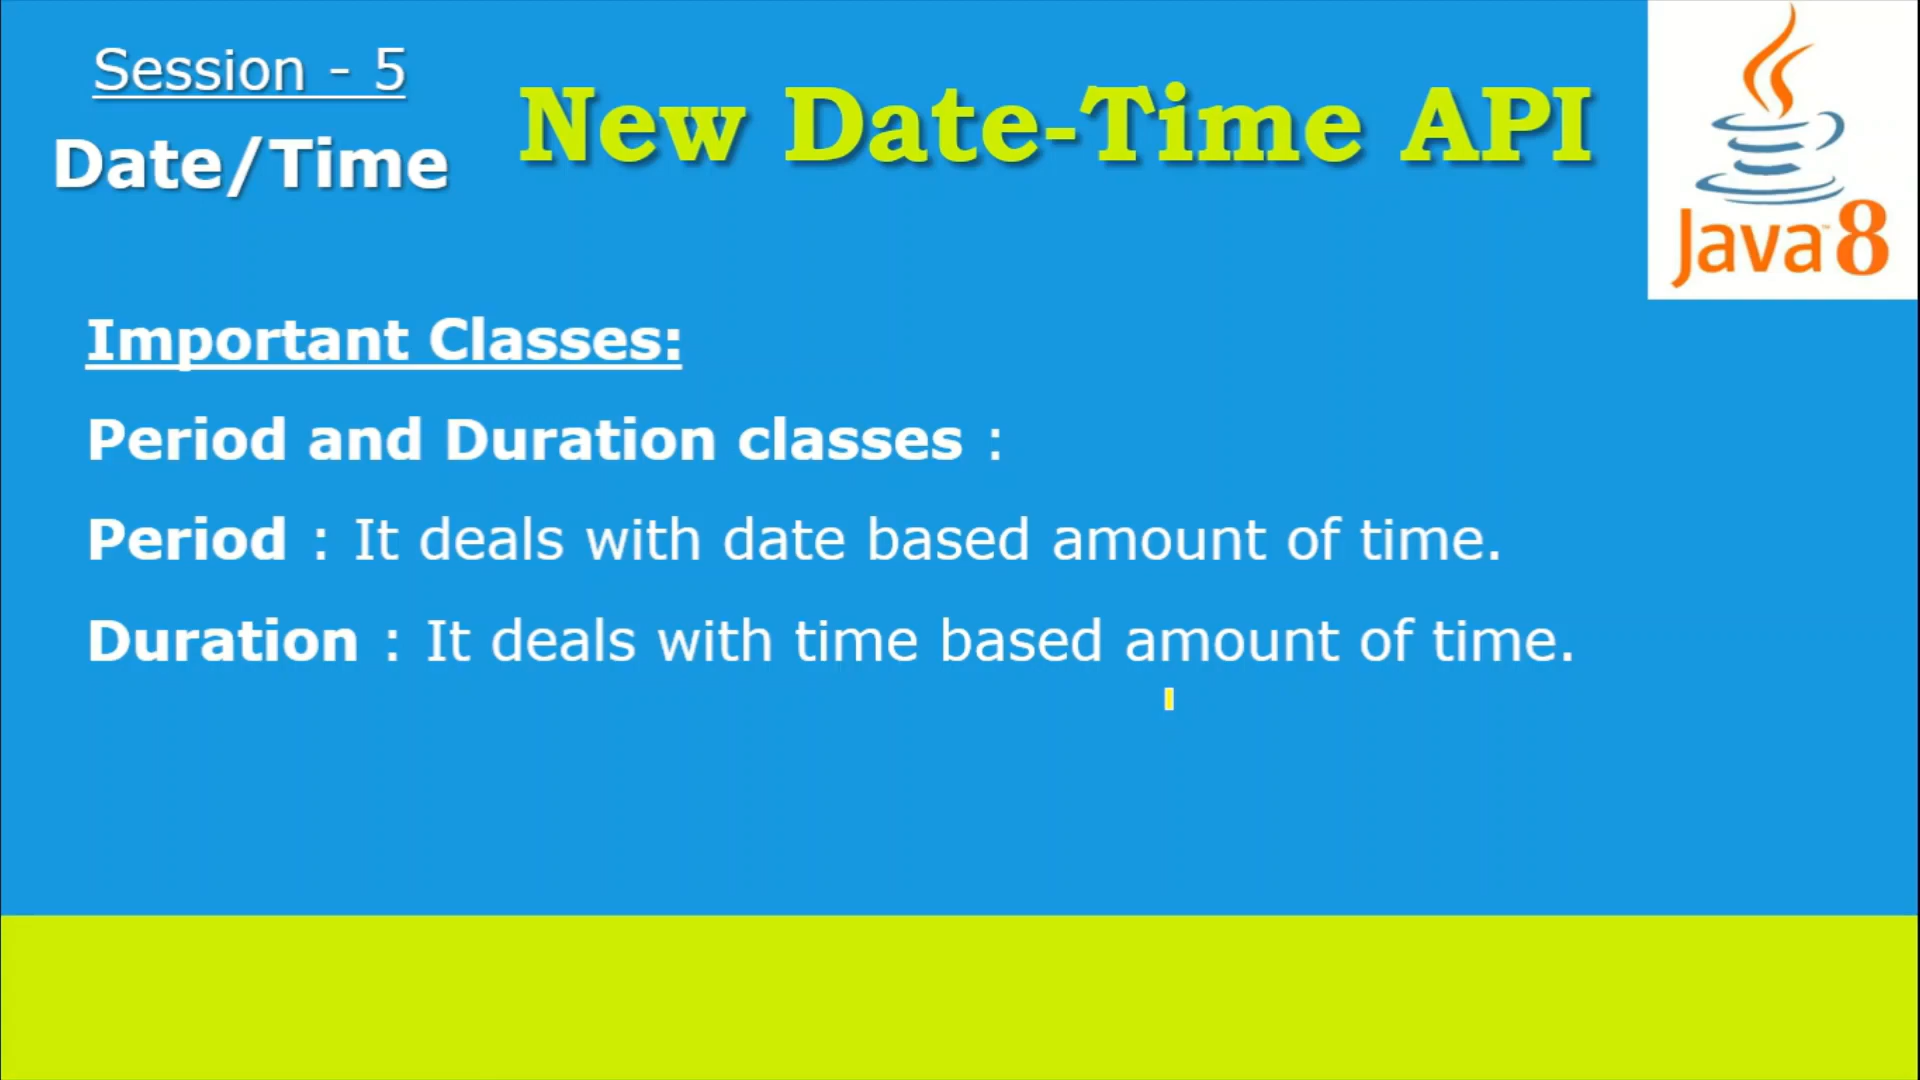 Session - 5
Date/Time
New Date-Time API
Java™ 8
Important Classes:
Period and Duration classes :
Period : It deals with date based amount of time.
Duration : It deals with time based amount of time.